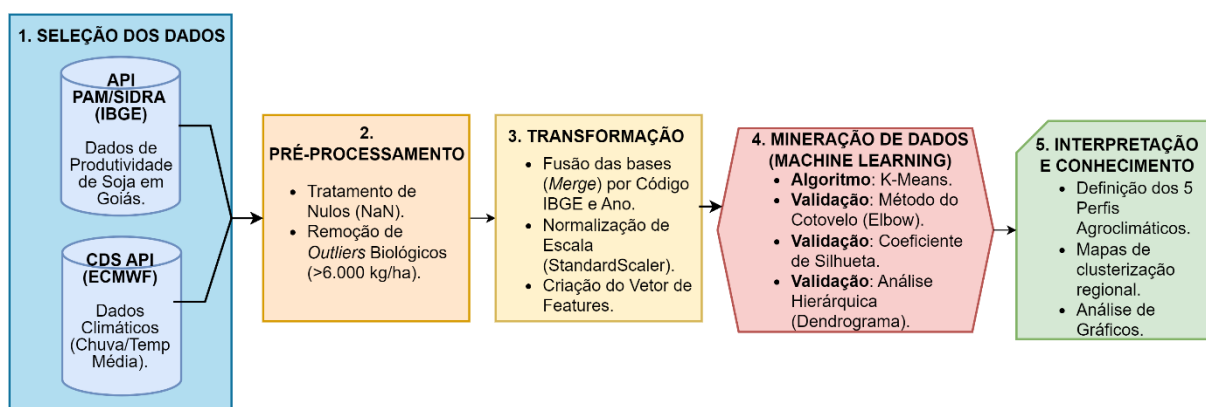 1. SELEÇÃO DOS DADOS
API
PAM/SIDRA
(IBGE)
Dados de
Produtividade
de Soja em
Goiás.
CDS API
(ECMWF)
Dados
Climáticos
(Chuva/Temp
Média).
2.
PRÉ-PROCESSAMENTO
• Tratamento de
Nulos (NaN).
• Remoção de
Outliers Biológicos
(>6.000 kg/ha).
3. TRANSFORMAÇÃO
• Fusão das bases
(Merge) por Código
IBGE e Ano.
• Normalização de
Escala
(StandardScaler).
• Criação do Vetor de
Features.
4. MINERAÇÃO DE DADOS
(MACHINE LEARNING)
• Algoritmo: K-Means.
• Validação: Método do
Cotovelo (Elbow).
• Validação: Coeficiente
de Silhueta.
• Validação: Análise
Hierárquica
(Dendrograma).
5. INTERPRETAÇÃO
E CONHECIMENTO
• Definição dos 5
Perfis
Agroclimáticos.
• Mapas de
clusterização
regional.
• Análise de
Gráficos.